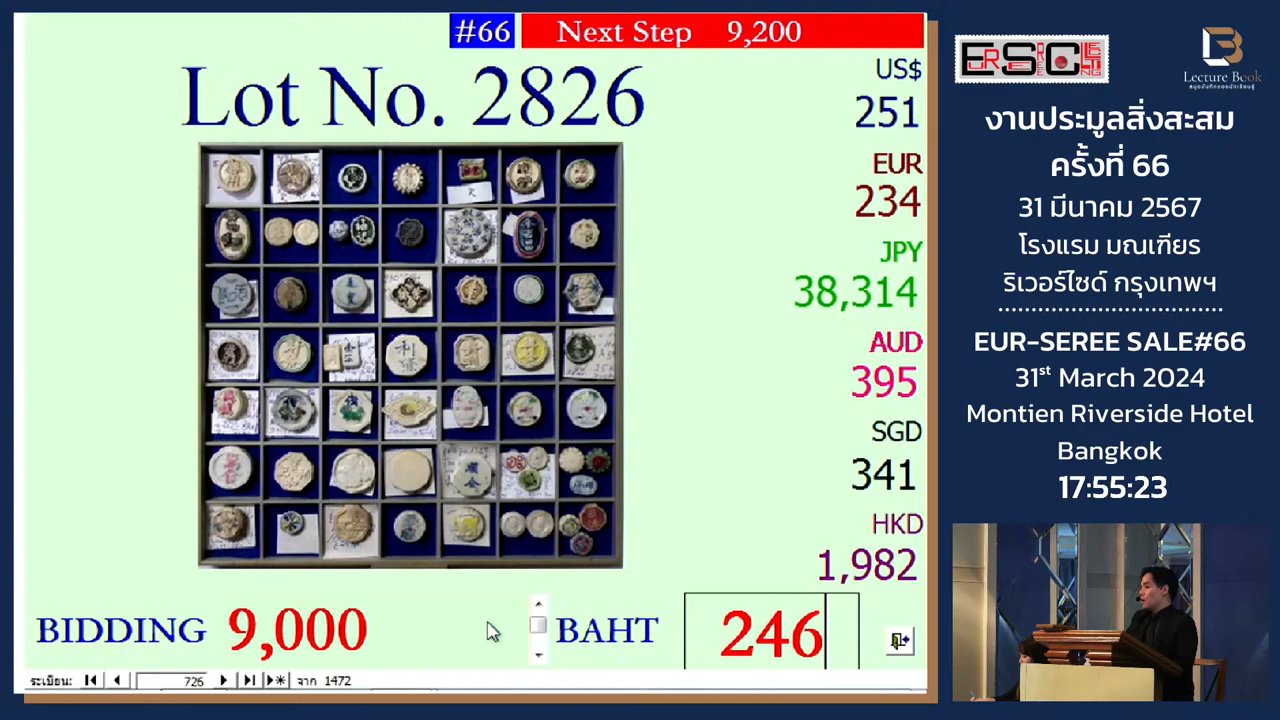 #66
Next Step 9,200
Lot No. 2826
US$
251
EUR
234
JPY
38,314
AUD
395
SGD
341
HKD
1,982
BIDDING 9,000 BAHT 246
ระเบียน: 726 จาก 1472
Lecture Book
งานประมูลสิ่งสะสม
ครั้งที่ 66
31 มีนาคม 2567
โรงแรม มณเฑียร
ริเวอร์ไซด์ กรุงเทพฯ
EUR-SEREE SALE#66
31st March 2024
Montien Riverside Hotel
Bangkok
17:55:23